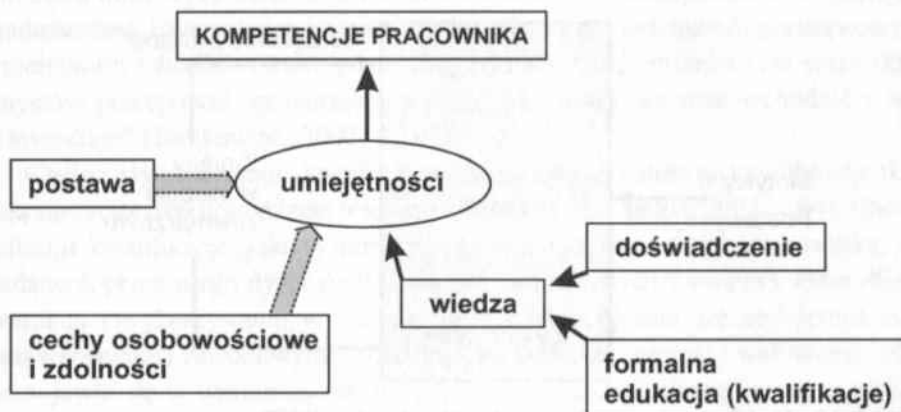 KOMPETENCJE PRACOWNIKA
postawa
umiejętności
doświadczenie
wiedza
cechy osobowościowe
i zdolności
formalna
edukacja (kwalifikacje)